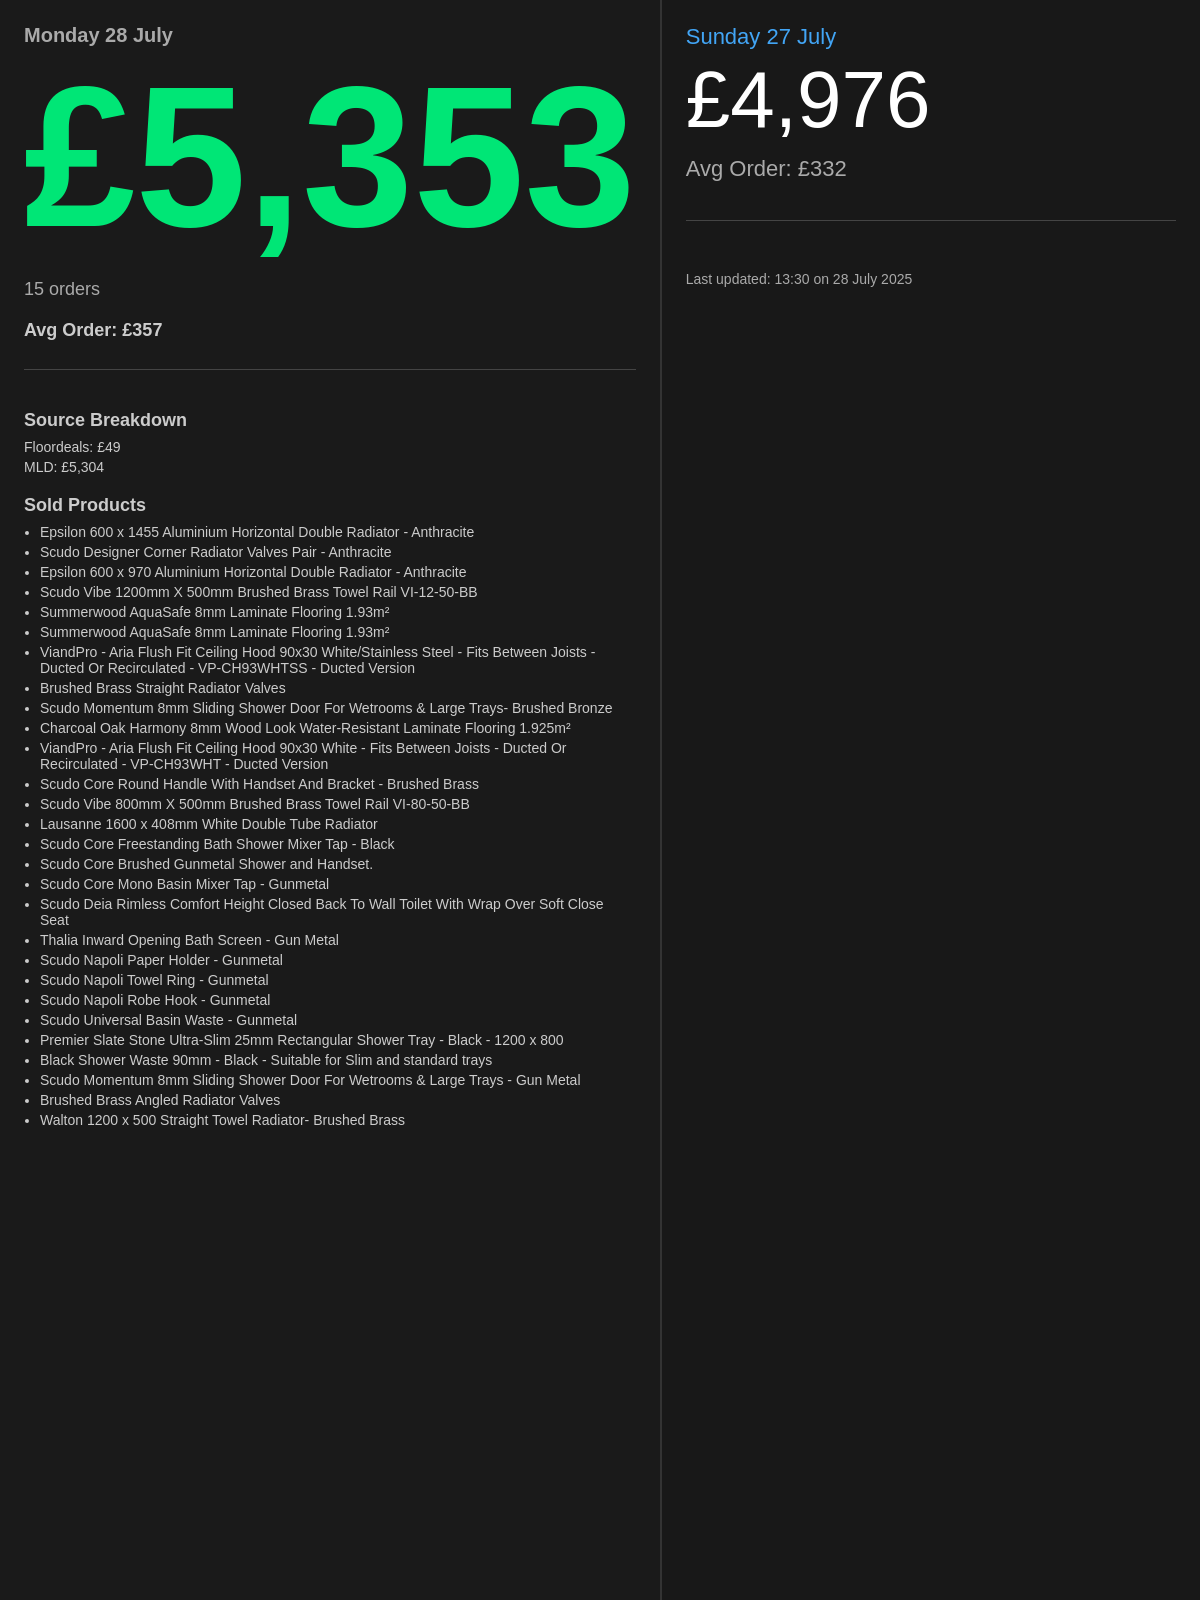 Monday 28 July
£5,353
15 orders
Avg Order: £357
Source Breakdown
Floordeals: £49
MLD: £5,304
Sold Products
• Epsilon 600 x 1455 Aluminium Horizontal Double Radiator - Anthracite
• Scudo Designer Corner Radiator Valves Pair - Anthracite
• Epsilon 600 x 970 Aluminium Horizontal Double Radiator - Anthracite
• Scudo Vibe 1200mm X 500mm Brushed Brass Towel Rail VI-12-50-BB
• Summerwood AquaSafe 8mm Laminate Flooring 1.93m²
• Summerwood AquaSafe 8mm Laminate Flooring 1.93m²
• ViandPro - Aria Flush Fit Ceiling Hood 90x30 White/Stainless Steel - Fits Between Joists -
Ducted Or Recirculated - VP-CH93WHTSS - Ducted Version
• Brushed Brass Straight Radiator Valves
• Scudo Momentum 8mm Sliding Shower Door For Wetrooms & Large Trays- Brushed Bronze
• Charcoal Oak Harmony 8mm Wood Look Water-Resistant Laminate Flooring 1.925m²
• ViandPro - Aria Flush Fit Ceiling Hood 90x30 White - Fits Between Joists - Ducted Or
Recirculated - VP-CH93WHT - Ducted Version
• Scudo Core Round Handle With Handset And Bracket - Brushed Brass
• Scudo Vibe 800mm X 500mm Brushed Brass Towel Rail VI-80-50-BB
• Lausanne 1600 x 408mm White Double Tube Radiator
• Scudo Core Freestanding Bath Shower Mixer Tap - Black
• Scudo Core Brushed Gunmetal Shower and Handset.
• Scudo Core Mono Basin Mixer Tap - Gunmetal
• Scudo Deia Rimless Comfort Height Closed Back To Wall Toilet With Wrap Over Soft Close
Seat
• Thalia Inward Opening Bath Screen - Gun Metal
• Scudo Napoli Paper Holder - Gunmetal
• Scudo Napoli Towel Ring - Gunmetal
• Scudo Napoli Robe Hook - Gunmetal
• Scudo Universal Basin Waste - Gunmetal
• Premier Slate Stone Ultra-Slim 25mm Rectangular Shower Tray - Black - 1200 x 800
• Black Shower Waste 90mm - Black - Suitable for Slim and standard trays
• Scudo Momentum 8mm Sliding Shower Door For Wetrooms & Large Trays - Gun Metal
• Brushed Brass Angled Radiator Valves
• Walton 1200 x 500 Straight Towel Radiator- Brushed Brass
Sunday 27 July
£4,976
Avg Order: £332
Last updated: 13:30 on 28 July 2025